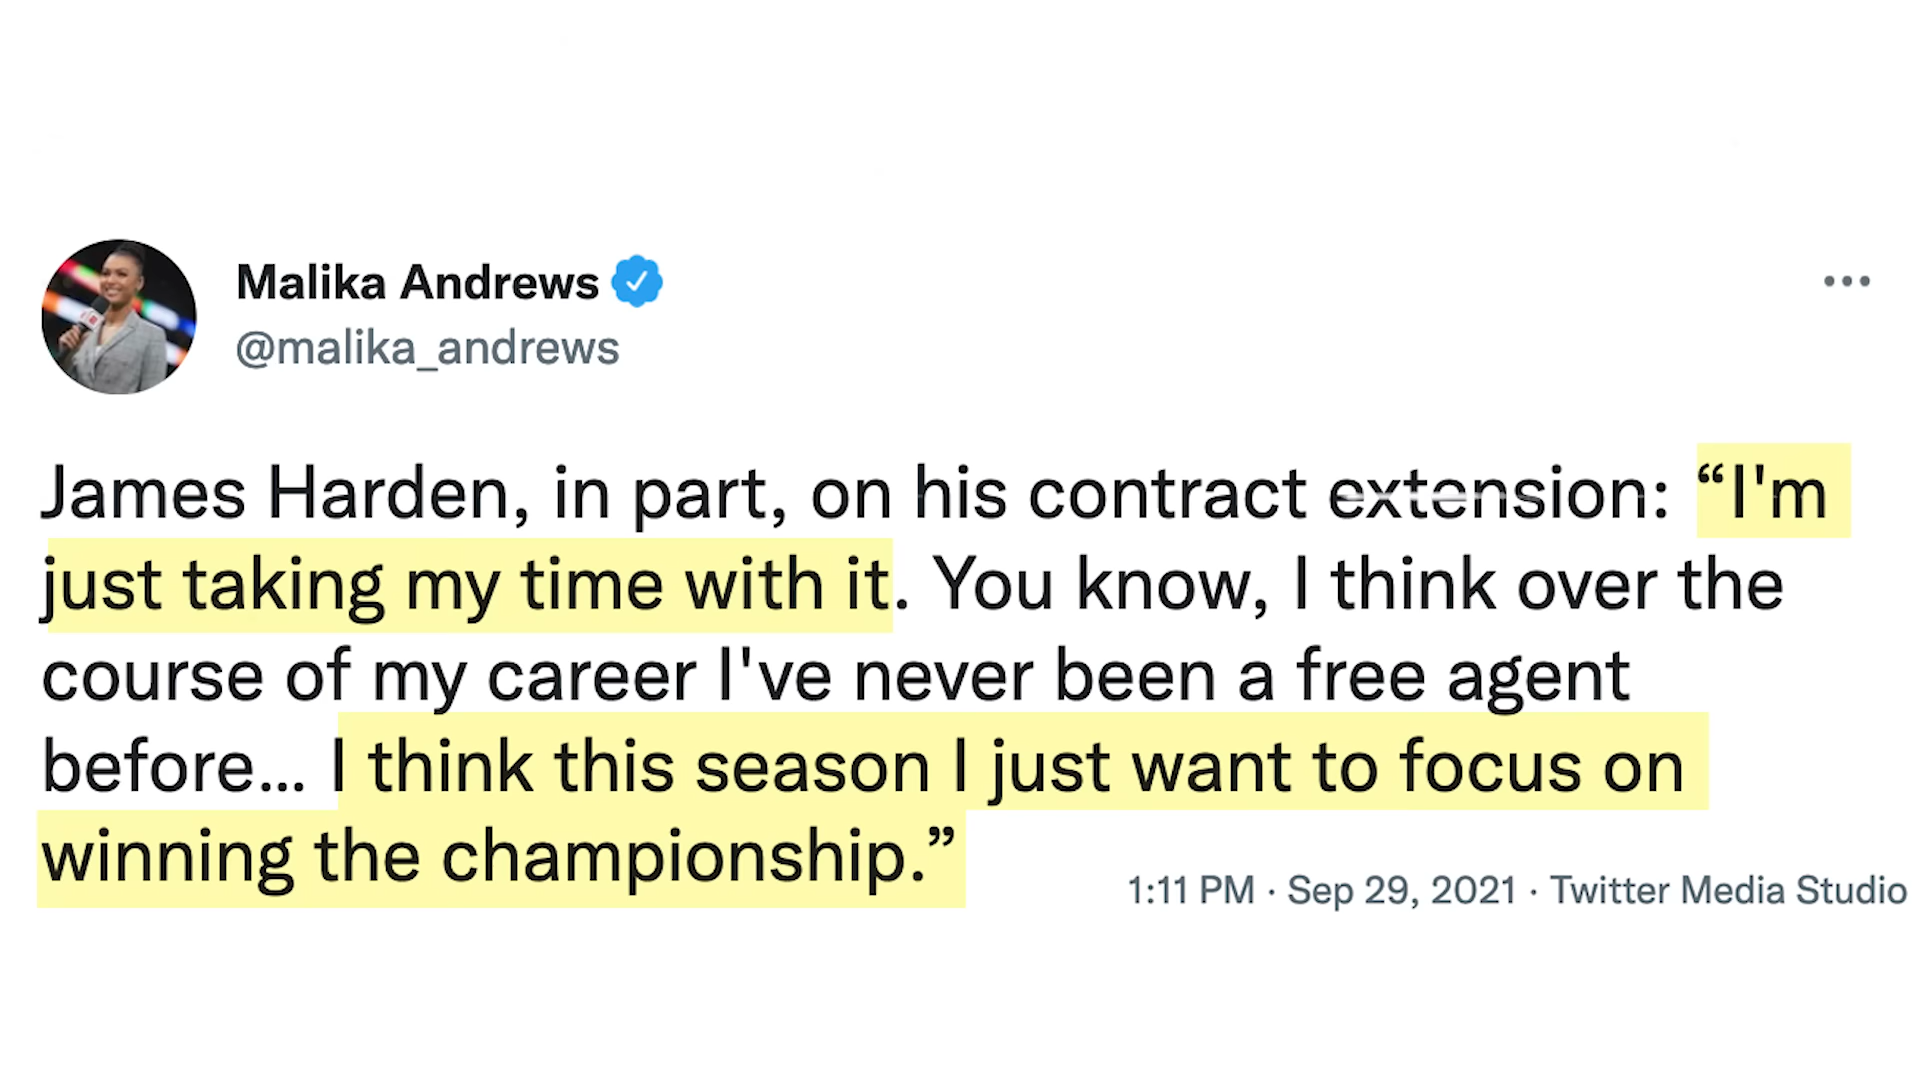 Malika Andrews
@malika_andrews
James Harden, in part, on his contract extension: “I'm
just taking my time with it. You know, I think over the
course of my career I've never been a free agent
before... I think this season I just want to focus on
winning the championship.”
1:11 PM · Sep 29, 2021 · Twitter Media Studio